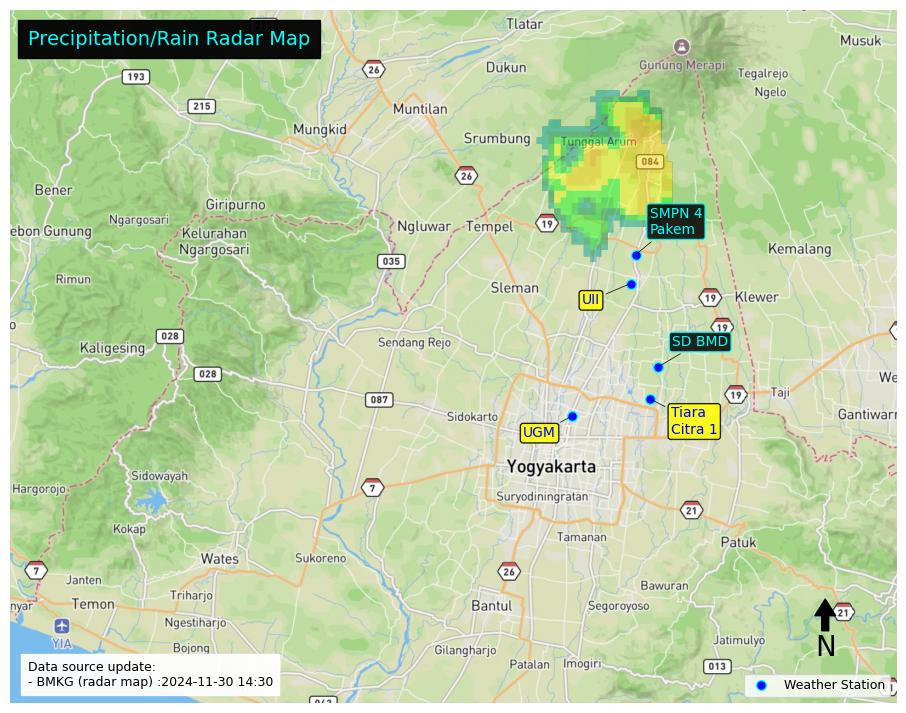 Precipitation/Rain Radar Map
Tlatar
Musuk
26
193
Dukun
Gunung Merapi
Tegalrejo
Ngelo
215
Muntilan
Mungkid
Srumbung
Tunggal Arum
084
26
Bener
Giripurno
Ngargosari
ebon Gunung
Kelurahan
Ngargosari
Ngluwar
Tempel
19
SMPN 4
Pakem
Kemalang
035
Rimun
Sleman
UII
19
Klewer
19
028
Kaligesing
Sendang Rejo
SD BMD
We
028
087
19
Taji
Sidokarto
Tiara
Citra 1
Gantiwarn
UGM
Yogyakarta
Sidowayah
Hargorojo
7
Suryodiningratan
21
Kokap
Tamanan
Patuk
Wates
Sukoreno
7
26
Janten
Bawuran
nyar
Temon
Triharjo
Bantul
Segoroyoso
21
Ngestiharjo
YIA
N
Bojong
Gilangharjo
Jatimulyo
Patalan
Imogiri
013
Data source update:
- BMKG (radar map) :2024-11-30 14:30
Weather Station